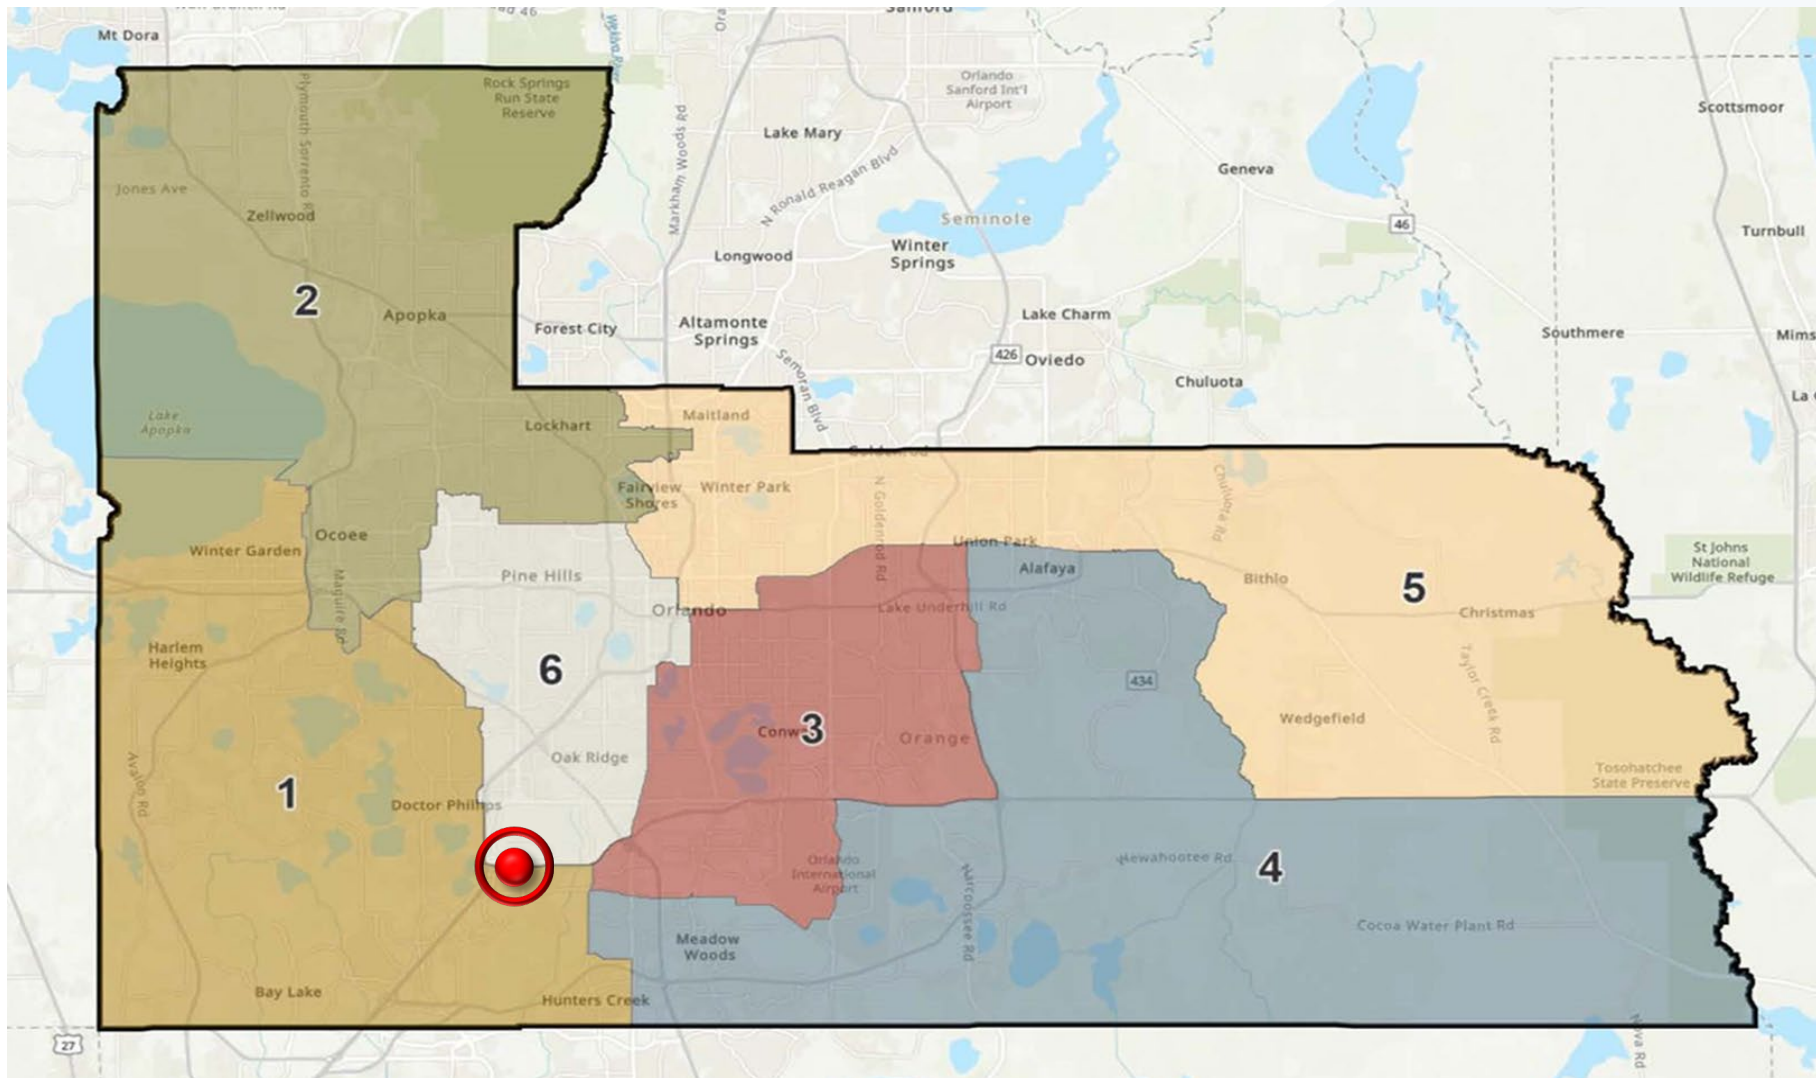 Sanford
Mt Dora
Rock Springs
Run State
Reserve
Plymouth Sorrento R
Orlando
Sanford Int'l
Airport
Scottsmoor
Lake Mary
Markham Woods Rd
N Ronald Reagan Blvd
Geneva
Jones Ave
Zellwood
Seminole
46
Turnbull
Winter
Springs
Longwood
2
Apopka
Forest City
Altamonte
Springs
Lake Charm
426
Oviedo
Southmere
Mims
Semoran Blvd
Chuluota
La
Lake
Apopka
Lockhart
Maitland
Goldenrod
Fairview
Shores
Winter Park
N Goldenrod Rd
Chuluota Rd
Ocoee
Winter Garden
Union Park
St Johns
National
Wildlife Refuge
Pine Hills
Alafaya
Bithlo
5
Maguire Rd
Orlando
Lake Underhill Rd
Christmas
Harlem
Heights
6
434
Taylor Creek Rd
Wedgefield
3
Conw
Orange
Oak Ridge
Avalon Rd
1
Doctor Phillips
Tosohatchee
State Preserve
Orlando
International
Airport
Narcoossee Rd
Wewahootee Rd
4
Cocoa Water Plant Rd
Meadow
Woods
Bay Lake
Hunters Creek
27
Nova Rd